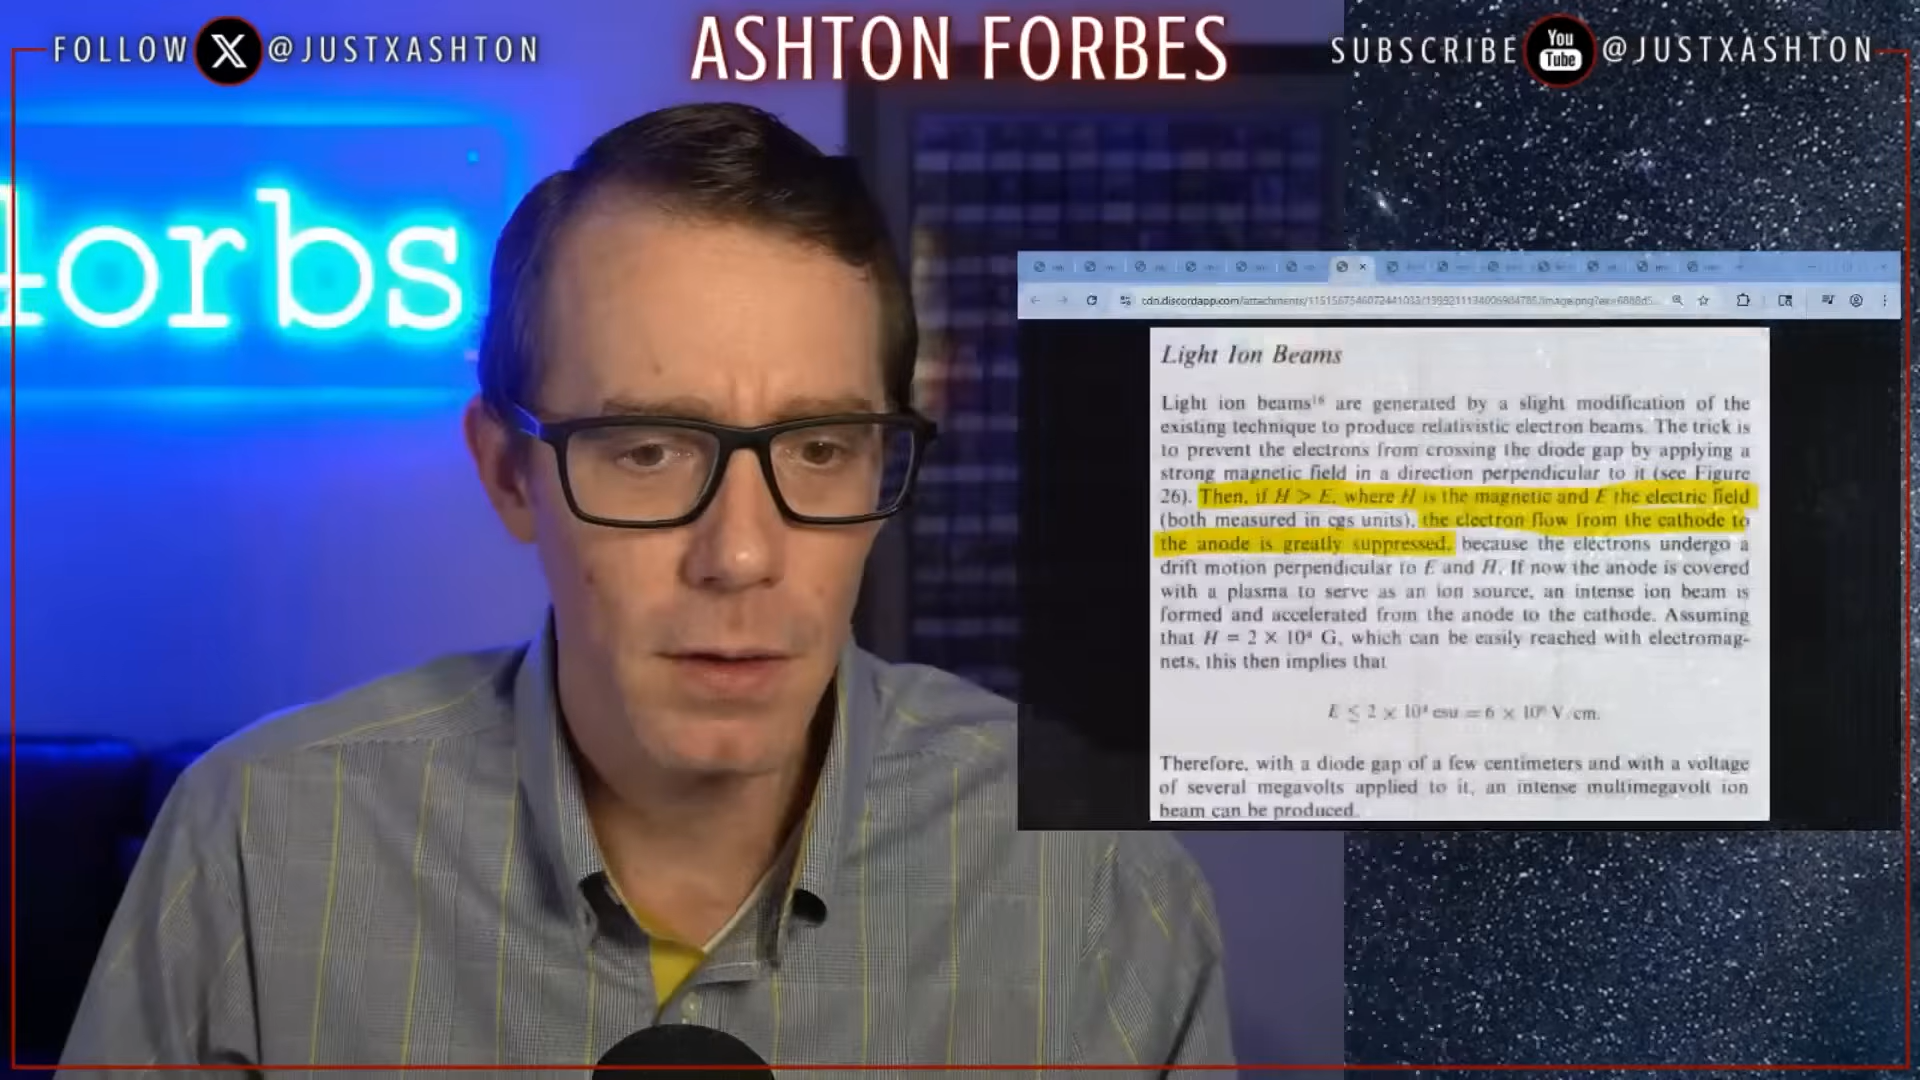 FOLLOW X @JUSTXASHTON
ASHTON FORBES
SUBSCRIBE You Tube @JUSTXASHTON
4orbs
Light Ion Beams
Light ion beams¹⁸ are generated by a slight modification of the
existing technique to produce relativistic electron beams. The trick is
to prevent the electrons from crossing the diode gap by applying a
strong magnetic field in a direction perpendicular to it (see Figure
26). Then, if H > E, where H is the magnetic and E the electric field
(both measured in cgs units), the electron flow from the cathode to
the anode is greatly suppressed, because the electrons undergo a
drift motion perpendicular to E and H. If now the anode is covered
with a plasma to serve as an ion source, an intense ion beam is
formed and accelerated from the anode to the cathode. Assuming
that H = 2 × 10⁴ G, which can be easily reached with electromag-
nets, this then implies that
E ≤ 2 × 10⁴ esu = 6 × 10⁶ V/cm.
Therefore, with a diode gap of a few centimeters and with a voltage
of several megavolts applied to it, an intense multimegavolt ion
beam can be produced.